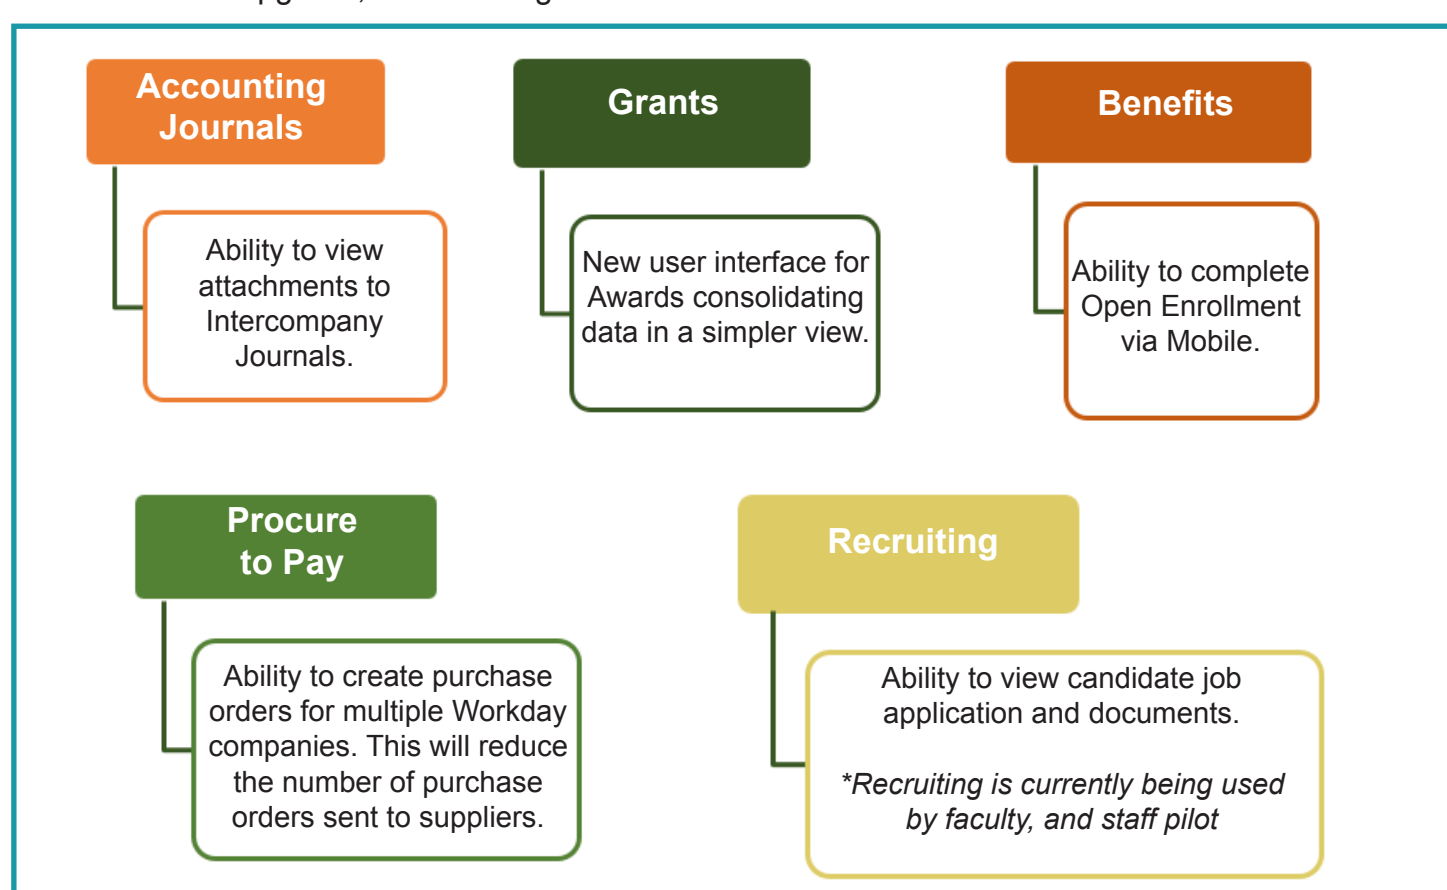 Accounting
Journals
Ability to view
attachments to
Intercompany
Journals.
Grants
New user interface for
Awards consolidating
data in a simpler view.
Benefits
Ability to complete
Open Enrollment
via Mobile.
Procure
to Pay
Ability to create purchase
orders for multiple Workday
companies. This will reduce
the number of purchase
orders sent to suppliers.
Recruiting
Ability to view candidate job
application and documents.
*Recruiting is currently being used
by faculty, and staff pilot